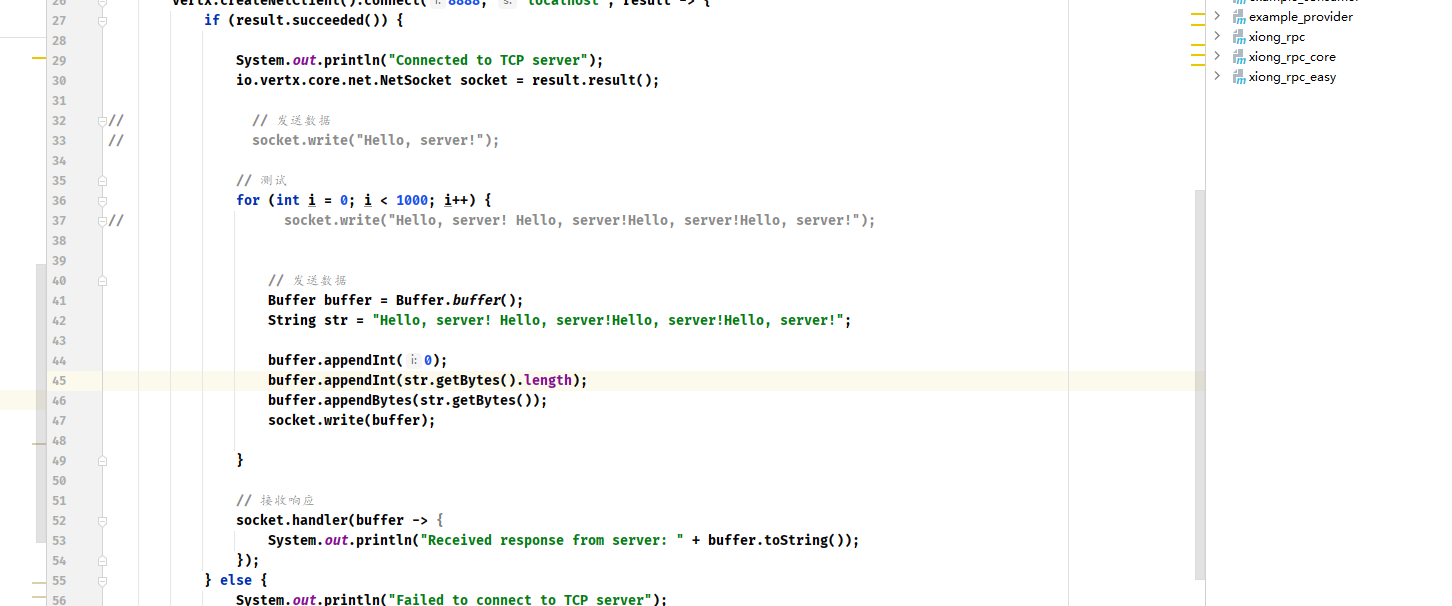 26 vertx.createNetClient().connect( i: 8888, s: "localhost", result -> {
27 if (result.succeeded()) {
28
29 System.out.println("Connected to TCP server");
30 io.vertx.core.net.NetSocket socket = result.result();
31
32 // // 发送数据
33 // socket.write("Hello, server!");
34
35 // 测试
36 for (int i = 0; i < 1000; i++) {
37 // socket.write("Hello, server! Hello, server!Hello, server!Hello, server!");
38
39
40 // 发送数据
41 Buffer buffer = Buffer.buffer();
42 String str = "Hello, server! Hello, server!Hello, server!Hello, server!";
43
44 buffer.appendInt( i: 0);
45 buffer.appendInt(str.getBytes().length);
46 buffer.appendBytes(str.getBytes());
47 socket.write(buffer);
48
49 }
50
51 // 接收响应
52 socket.handler(buffer -> {
53 System.out.println("Received response from server: " + buffer.toString());
54 });
55 } else {
56 System.out.println("Failed to connect to TCP server");
example_consumer
example_provider
xiong_rpc
xiong_rpc_core
xiong_rpc_easy